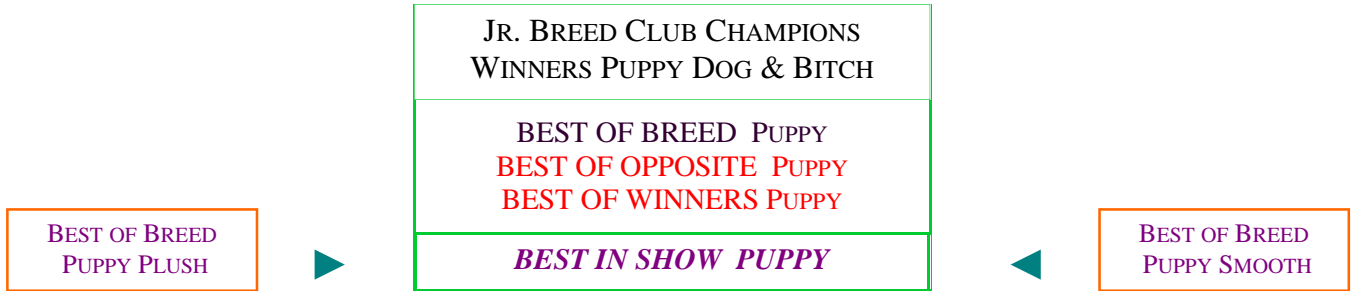 JR. BREED CLUB CHAMPIONS
WINNERS PUPPY DOG & BITCH
BEST OF BREED PUPPY
BEST OF OPPOSITE PUPPY
BEST OF WINNERS PUPPY
BEST OF BREED
PUPPY PLUSH
BEST IN SHOW PUPPY
BEST OF BREED
PUPPY SMOOTH